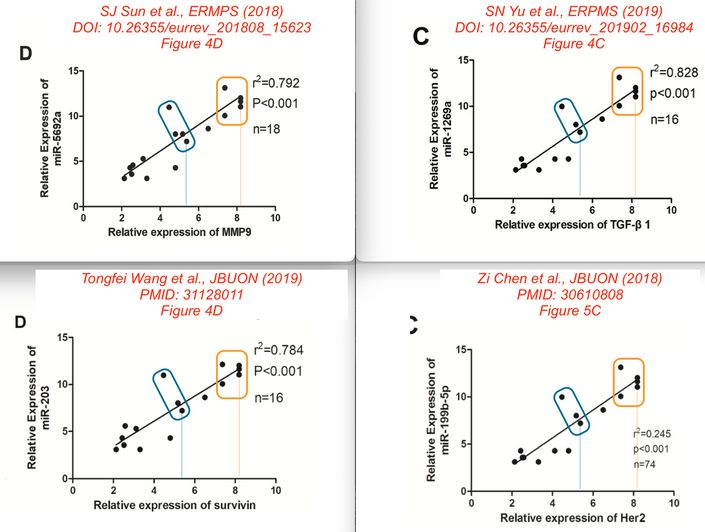 SJ Sun et al., ERMPS (2018)
DOI: 10.26355/eurrev_201808_15623
Figure 4D
D
Relative Expression of
miR-5692a
15
10
5
0
0 2 4 6 8 10
Relative expression of MMP9
r²=0.792
P<0.001
n=18
SN Yu et al., ERPMS (2019)
DOI: 10.26355/eurrev_201902_16984
Figure 4C
C
Relative Expression of
miR-1269a
15
10
5
0
0 2 4 6 8 10
Relative expression of TGF-β 1
r²=0.828
p<0.001
n=16
Tongfei Wang et al., JBUON (2019)
PMID: 31128011
Figure 4D
D
Relative Expression of
miR-203
15
10
5
0
0 2 4 6 8 10
Relative expression of survivin
r²=0.784
P<0.001
n=16
Zi Chen et al., JBUON (2018)
PMID: 30610808
Figure 5C
C
Relative Expression of
miR-199b-5p
15
10
5
0
0 2 4 6 8 10
Relative expression of Her2
r²=0.245
p<0.001
n=74